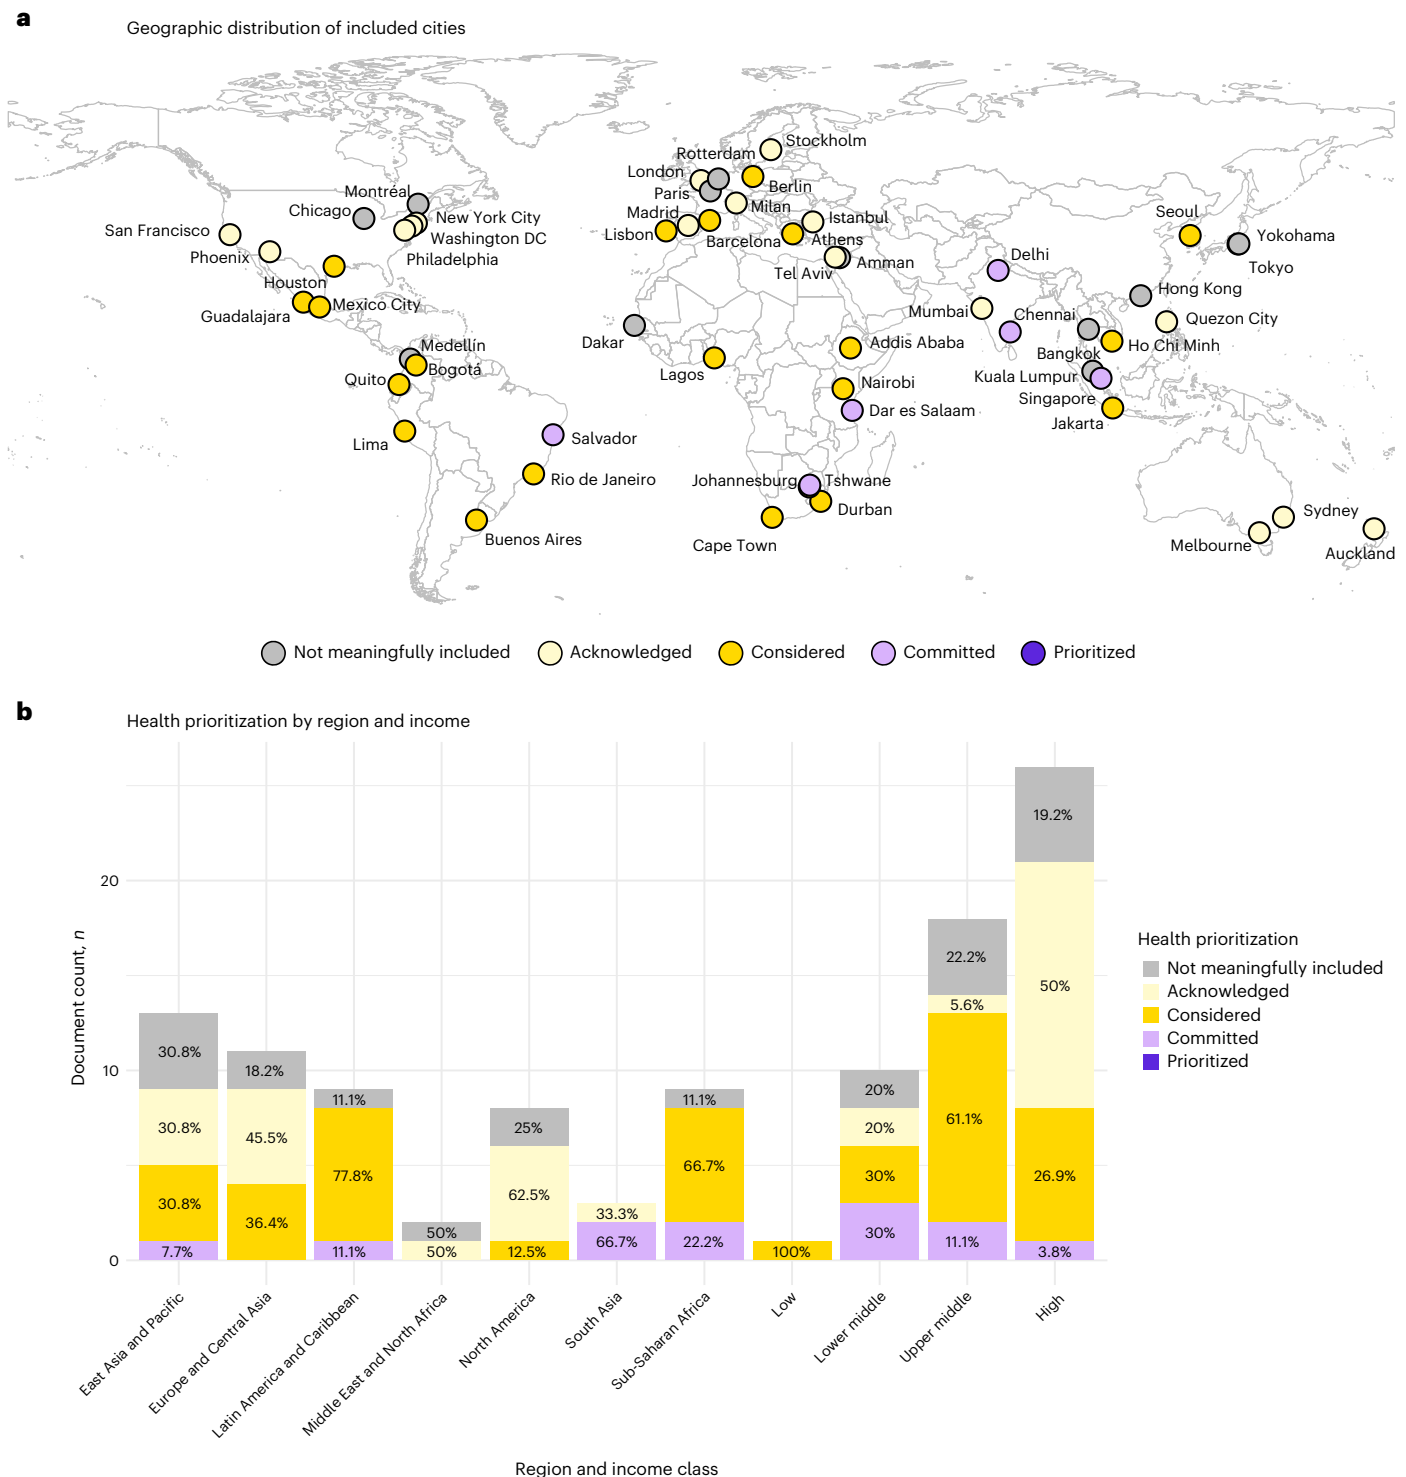 a
Geographic distribution of included cities
Stockholm
Rotterdam
London
Paris
Berlin
Montréal
Milan
Chicago
New York City
Madrid
Istanbul
Seoul
San Francisco
Washington DC
Lisbon
Barcelona
Athens
Yokohama
Phoenix
Philadelphia
Delhi
Tokyo
Tel Aviv
Amman
Houston
Hong Kong
Guadalajara
Mexico City
Mumbai
Chennai
Quezon City
Dakar
Addis Ababa
Medellín
Bangkok
Ho Chi Minh
Bogotá
Lagos
Kuala Lumpur
Quito
Nairobi
Singapore
Dar es Salaam
Jakarta
Lima
Salvador
Rio de Janeiro
Johannesburg
Tshwane
Durban
Sydney
Buenos Aires
Cape Town
Melbourne
Auckland
Not meaningfully included
Acknowledged
Considered
Committed
Prioritized
b
Health prioritization by region and income
Document count, n
20
10
0
30.8%
30.8%
30.8%
7.7%
18.2%
45.5%
36.4%
11.1%
77.8%
11.1%
50%
50%
25%
62.5%
12.5%
33.3%
66.7%
11.1%
66.7%
22.2%
100%
20%
20%
30%
30%
22.2%
5.6%
61.1%
11.1%
19.2%
50%
26.9%
3.8%
Health prioritization
Not meaningfully included
Acknowledged
Considered
Committed
Prioritized
East Asia and Pacific
Europe and Central Asia
Latin America and Caribbean
Middle East and North Africa
North America
South Asia
Sub-Saharan Africa
Low
Lower middle
Upper middle
High
Region and income class